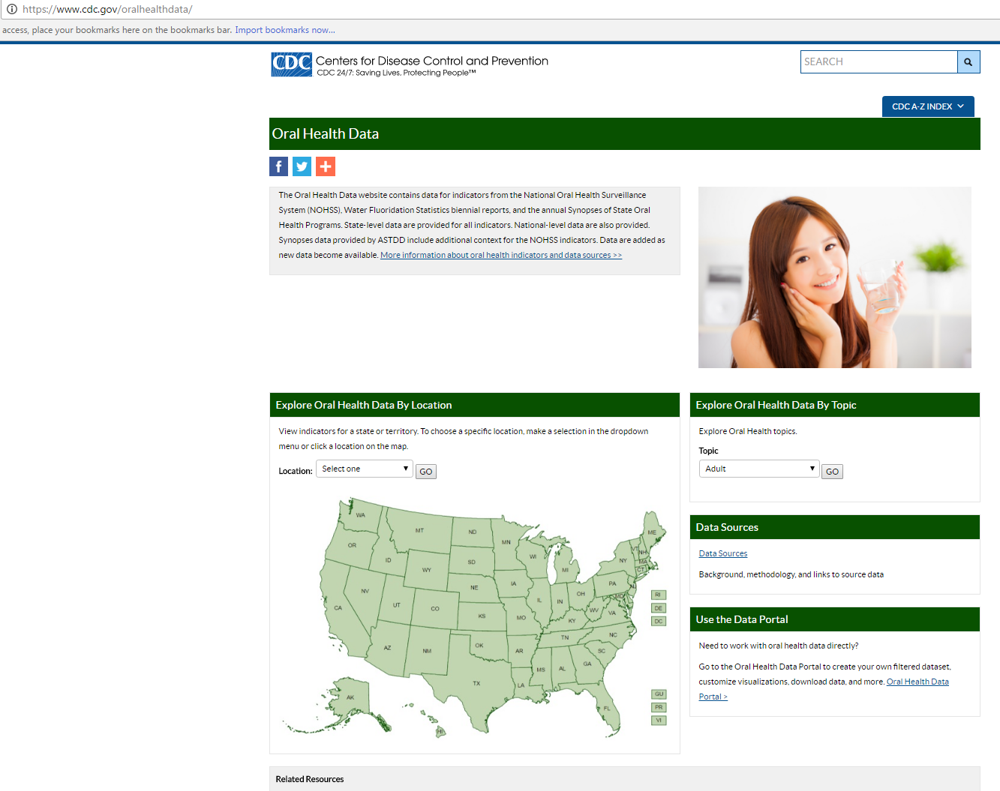 https://www.cdc.gov/oralhealthdata/
access, place your bookmarks here on the bookmarks bar. Import bookmarks now...
CDC Centers for Disease Control and Prevention
CDC 24/7: Saving Lives, Protecting People™
SEARCH
CDC A-Z INDEX
Oral Health Data
The Oral Health Data website contains data for indicators from the National Oral Health Surveillance
System (NOHSS), Water Fluoridation Statistics biennial reports, and the annual Synopses of State Oral
Health Programs. State-level data are provided for all indicators. National-level data are also provided.
Synopses data provided by ASTDD include additional context for the NOHSS indicators. Data are added as
new data become available. More information about oral health indicators and data sources >>
Explore Oral Health Data By Location
View indicators for a state or territory. To choose a specific location, make a selection in the dropdown
menu or click a location on the map.
Location: Select one GO
WA
MT
ND
MN
ME
OR
ID
SD
WI
VT
NH
WY
MI
NY
MA
CT
NV
NE
IA
PA
NJ
UT
CO
IL
IN
OH
MD
RI
CA
KS
MO
WV
VA
DE
KY
DC
AZ
NM
OK
AR
TN
NC
SC
MS
AL
GA
TX
LA
AK
FL
GU
PR
HI
VI
Explore Oral Health Data By Topic
Explore Oral Health topics.
Topic
Adult GO
Data Sources
Data Sources
Background, methodology, and links to source data
Use the Data Portal
Need to work with oral health data directly?
Go to the Oral Health Data Portal to create your own filtered dataset,
customize visualizations, download data, and more. Oral Health Data
Portal >
Related Resources